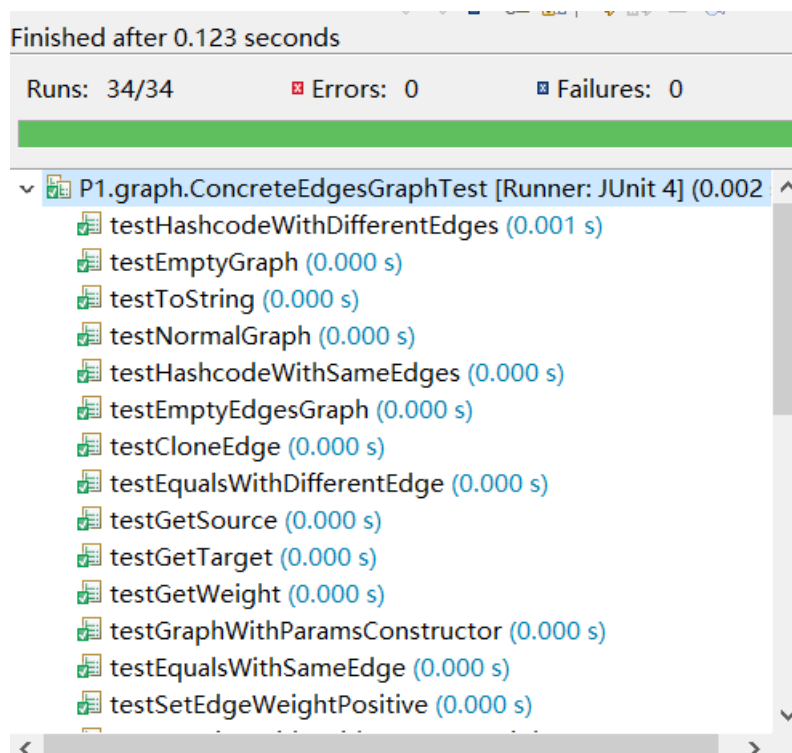 Finished after 0.123 seconds
Runs: 34/34 Errors: 0 Failures: 0
P1.graph.ConcreteEdgesGraphTest [Runner: JUnit 4] (0.002
testHashcodeWithDifferentEdges (0.001 s)
testEmptyGraph (0.000 s)
testToString (0.000 s)
testNormalGraph (0.000 s)
testHashcodeWithSameEdges (0.000 s)
testEmptyEdgesGraph (0.000 s)
testCloneEdge (0.000 s)
testEqualsWithDifferentEdge (0.000 s)
testGetSource (0.000 s)
testGetTarget (0.000 s)
testGetWeight (0.000 s)
testGraphWithParamsConstructor (0.000 s)
testEqualsWithSameEdge (0.000 s)
testSetEdgeWeightPositive (0.000 s)